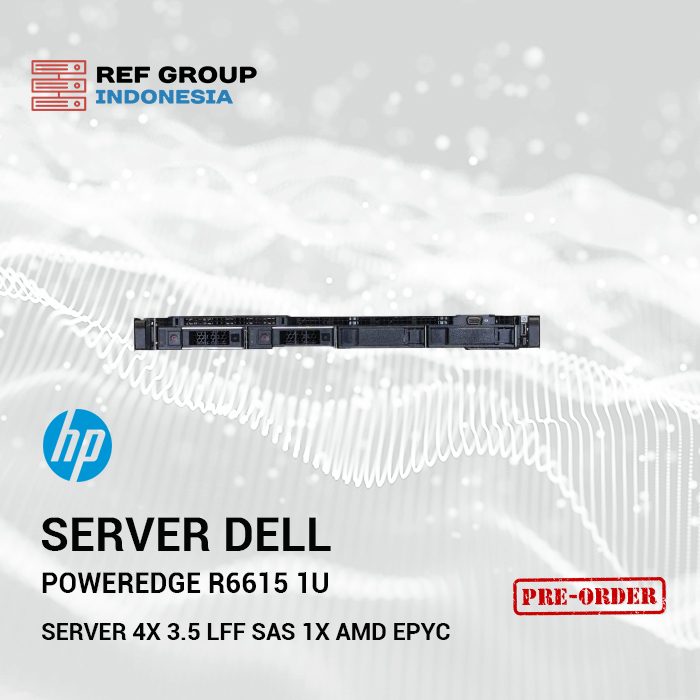 REF GROUP
INDONESIA
hp
SERVER DELL
POWEREDGE R6615 1U
PRE-ORDER
SERVER 4X 3.5 LFF SAS 1X AMD EPYC